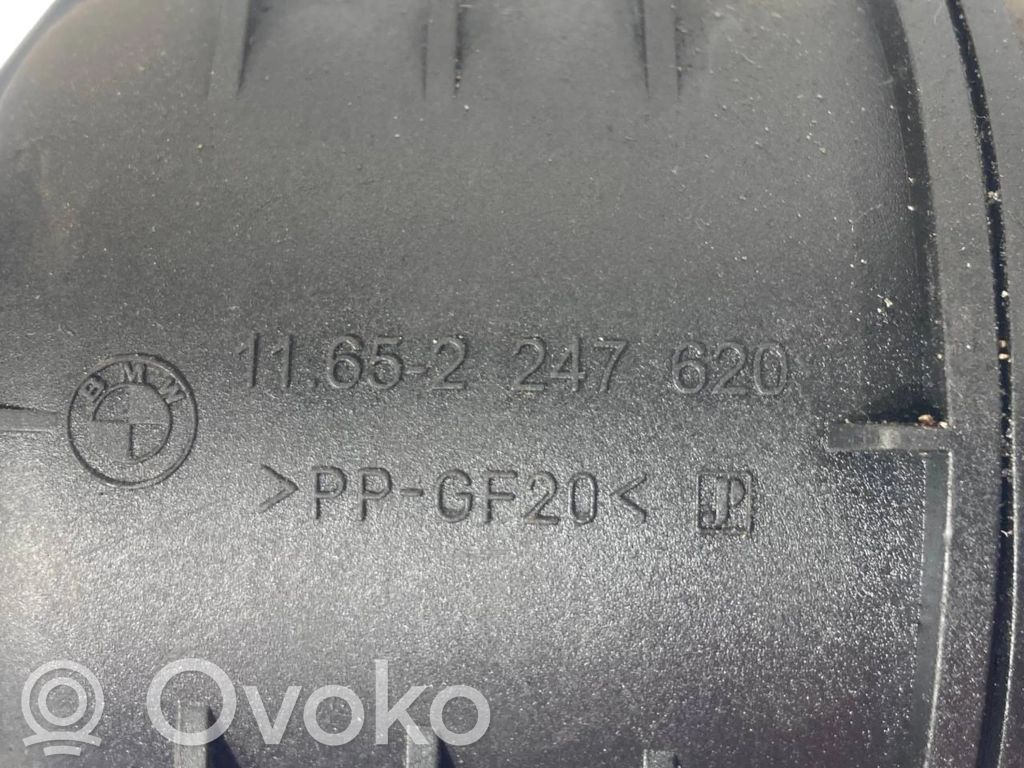 11.65-2 247 620
BMW
>PP-GF20< JP
Ovoko